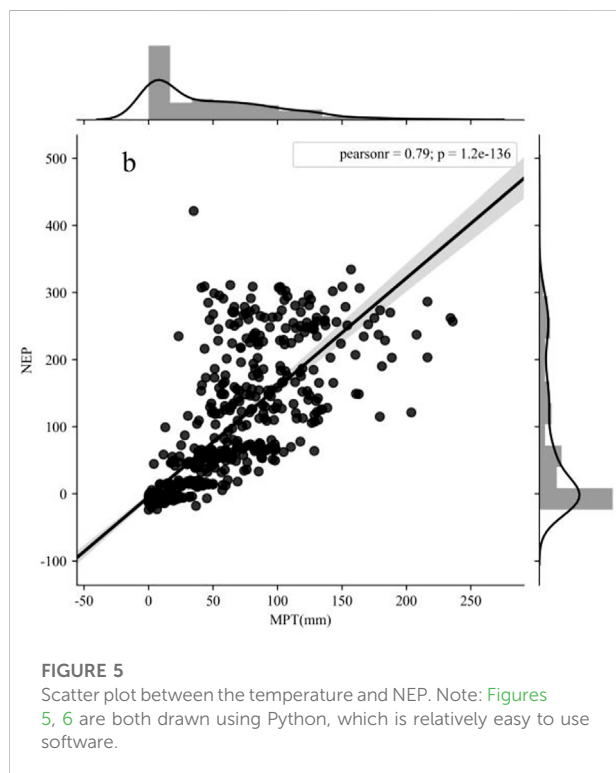 500
b
pearsonr = 0.79; p = 1.2e-136
400
300
NEP
200
100
0
-100
-50 0 50 100 150 200 250
MPT(mm)
FIGURE 5
Scatter plot between the temperature and NEP. Note: Figures
5, 6 are both drawn using Python, which is relatively easy to use
software.